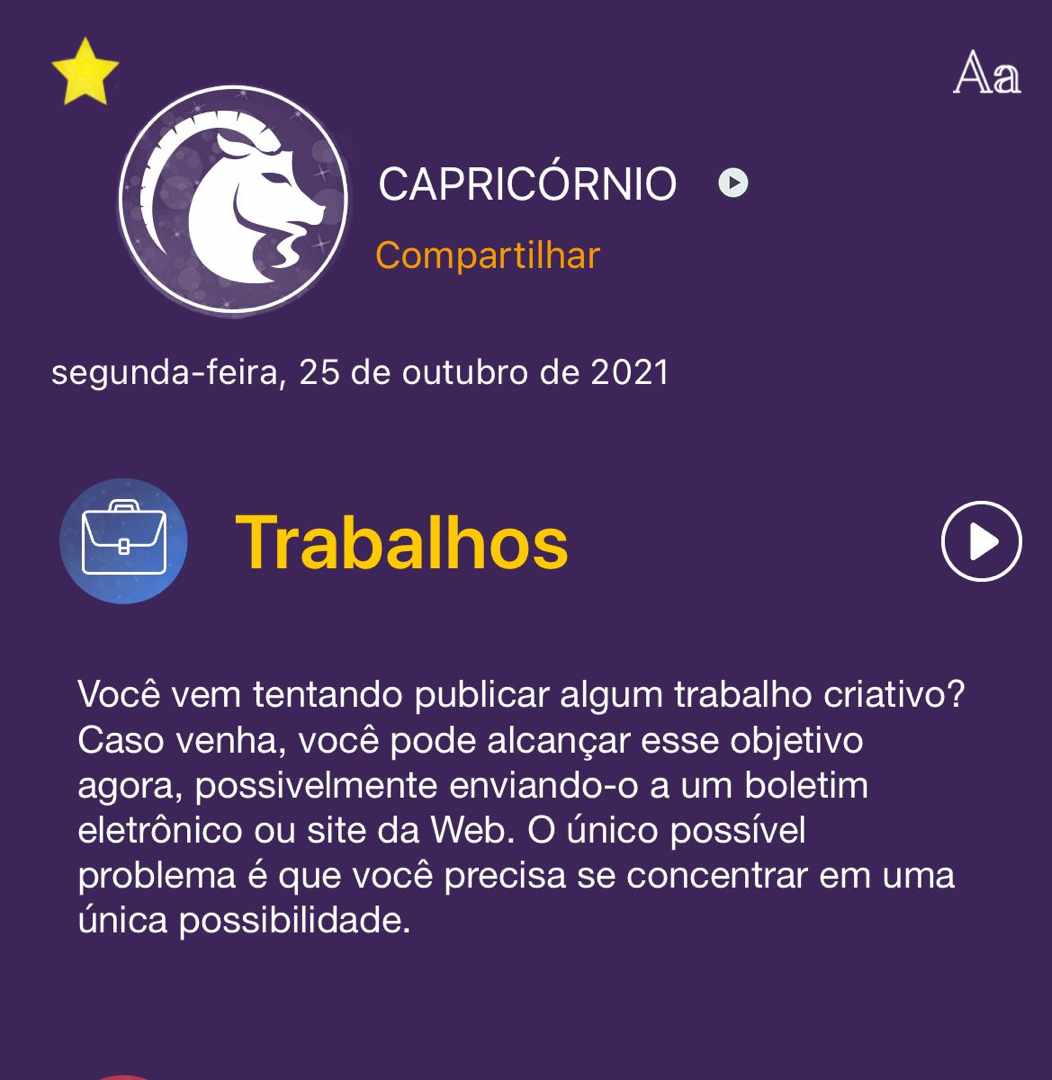 Aa
CAPRICÓRNIO
Compartilhar
segunda-feira, 25 de outubro de 2021
Trabalhos
Você vem tentando publicar algum trabalho criativo?
Caso venha, você pode alcançar esse objetivo
agora, possivelmente enviando-o a um boletim
eletrônico ou site da Web. O único possível
problema é que você precisa se concentrar em uma
única possibilidade.